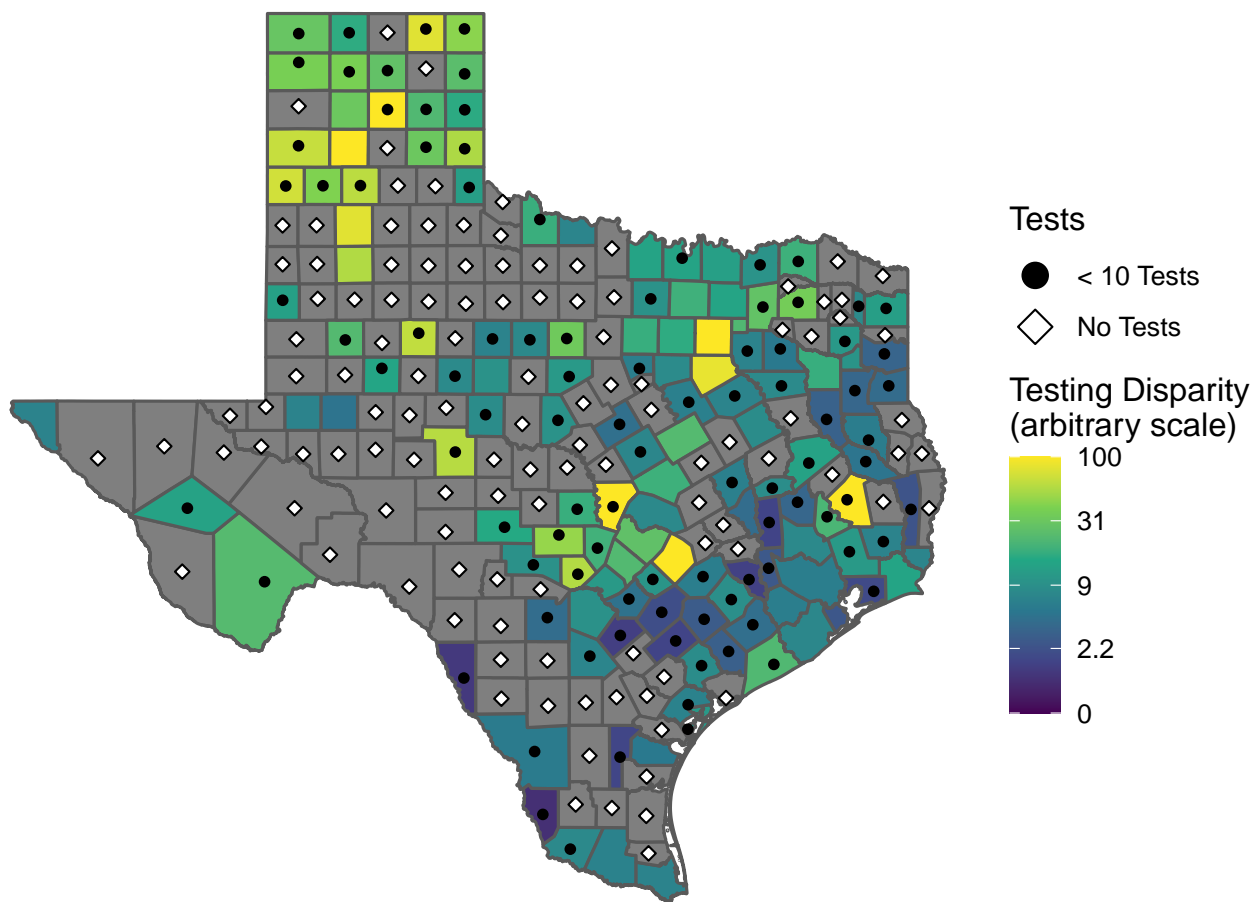 Tests
< 10 Tests
No Tests
Testing Disparity
(arbitrary scale)
100
31
9
2.2
0